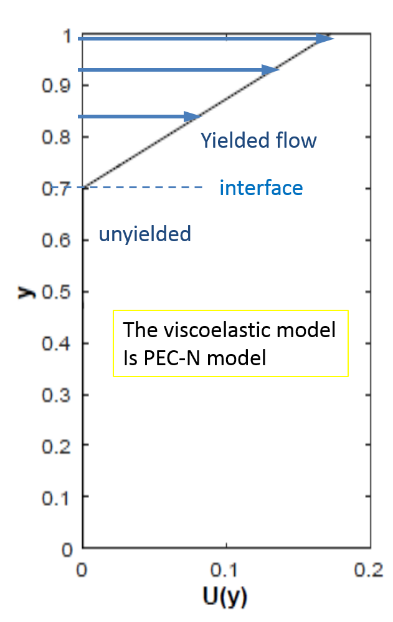 1
0.9
0.8
Yielded flow
0.7
interface
0.6
unyielded
y
0.5
The viscoelastic model
0.4
Is PEC-N model
0.3
0.2
0.1
0
0
0.1
0.2
U(y)